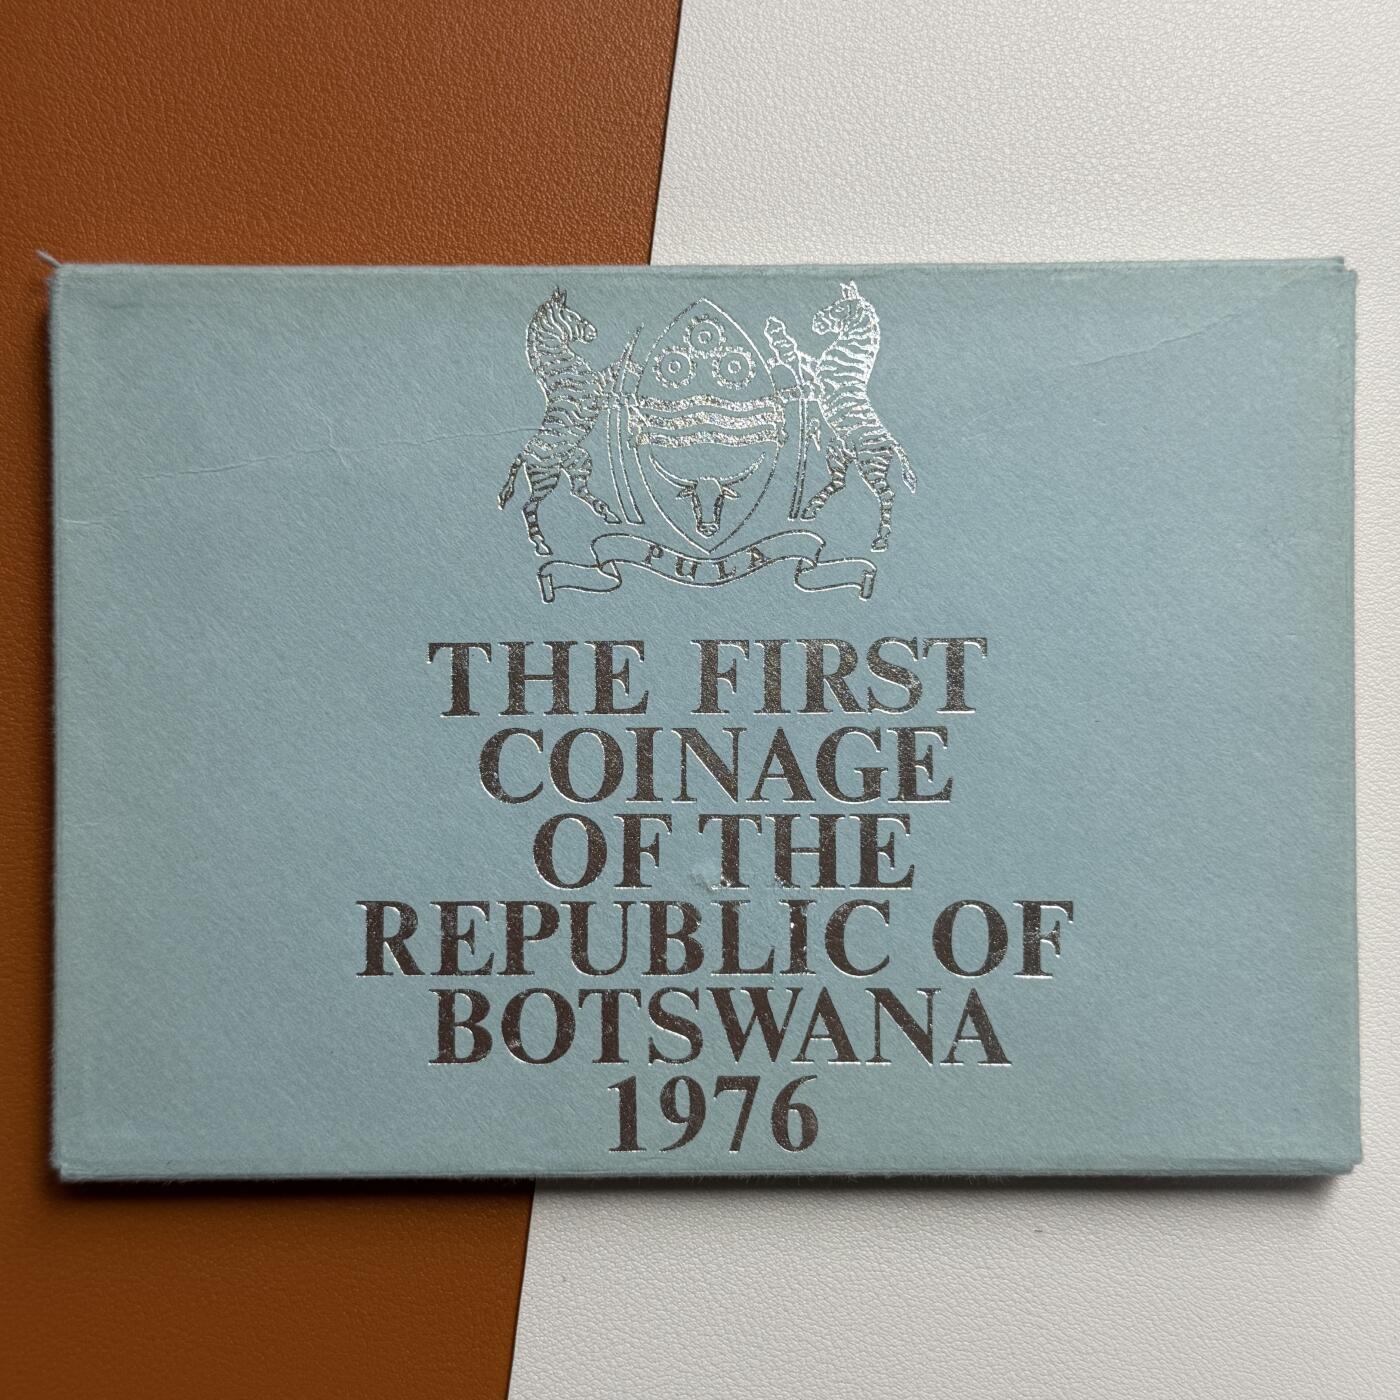 PULA
THE FIRST
COINAGE
OF THE
REPUBLIC OF
BOTSWANA
1976